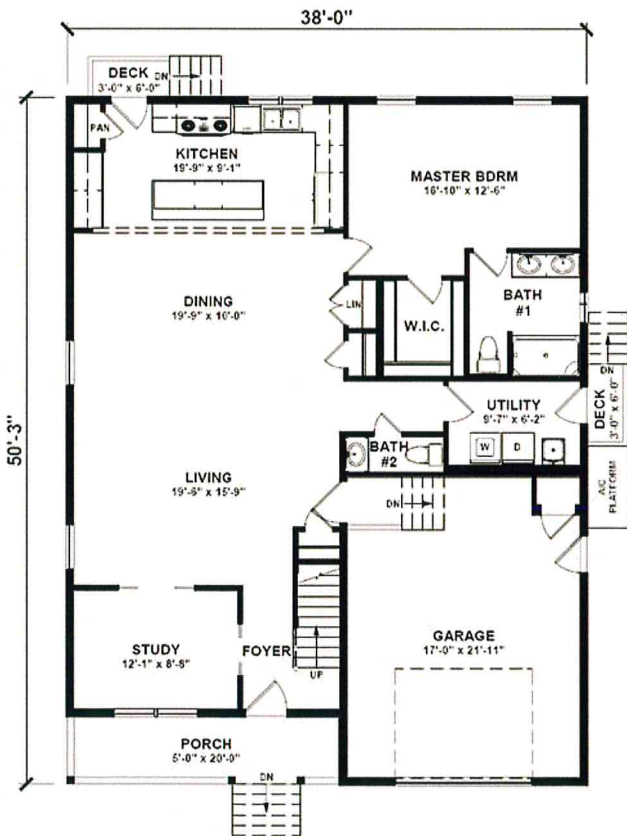 38'-0"
DECK
3'-0" x 6'-0"
DN
PAN
KITCHEN
19'-9" x 9'-1"
MASTER BDRM
16'-10" x 12'-6"
DINING
19'-9" x 10'-0"
LIN
W.I.C.
BATH
#1
DN
DECK
3'-0" x 6'-0"
UTILITY
9'-7" x 6'-2"
W
D
BATH
#2
50'-3"
LIVING
19'-6" x 15'-9"
DN
A/C
PLATFORM
STUDY
12'-1" x 8'-6"
FOYER
UP
GARAGE
17'-0" x 21'-11"
PORCH
5'-0" x 20'-0"
DN